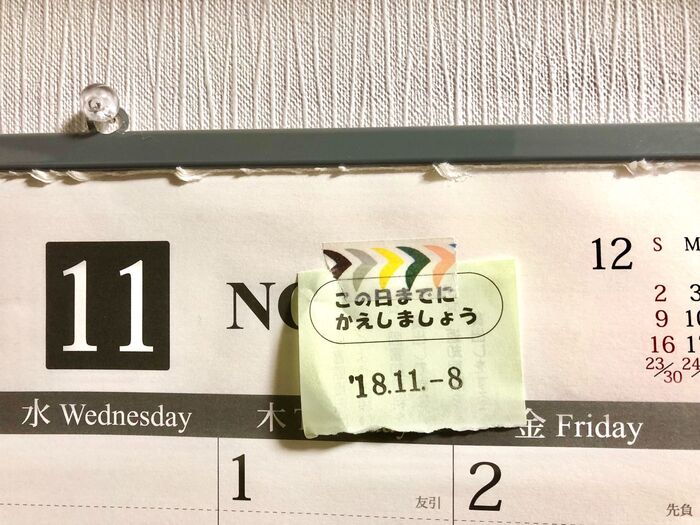 11
NO
12
S M
2 3
9 10
16 17
23/30 24
この日までに
かえしましょう
'18.11.-8
水 Wednesday
木 T
金 Friday
1
友引
2
先負